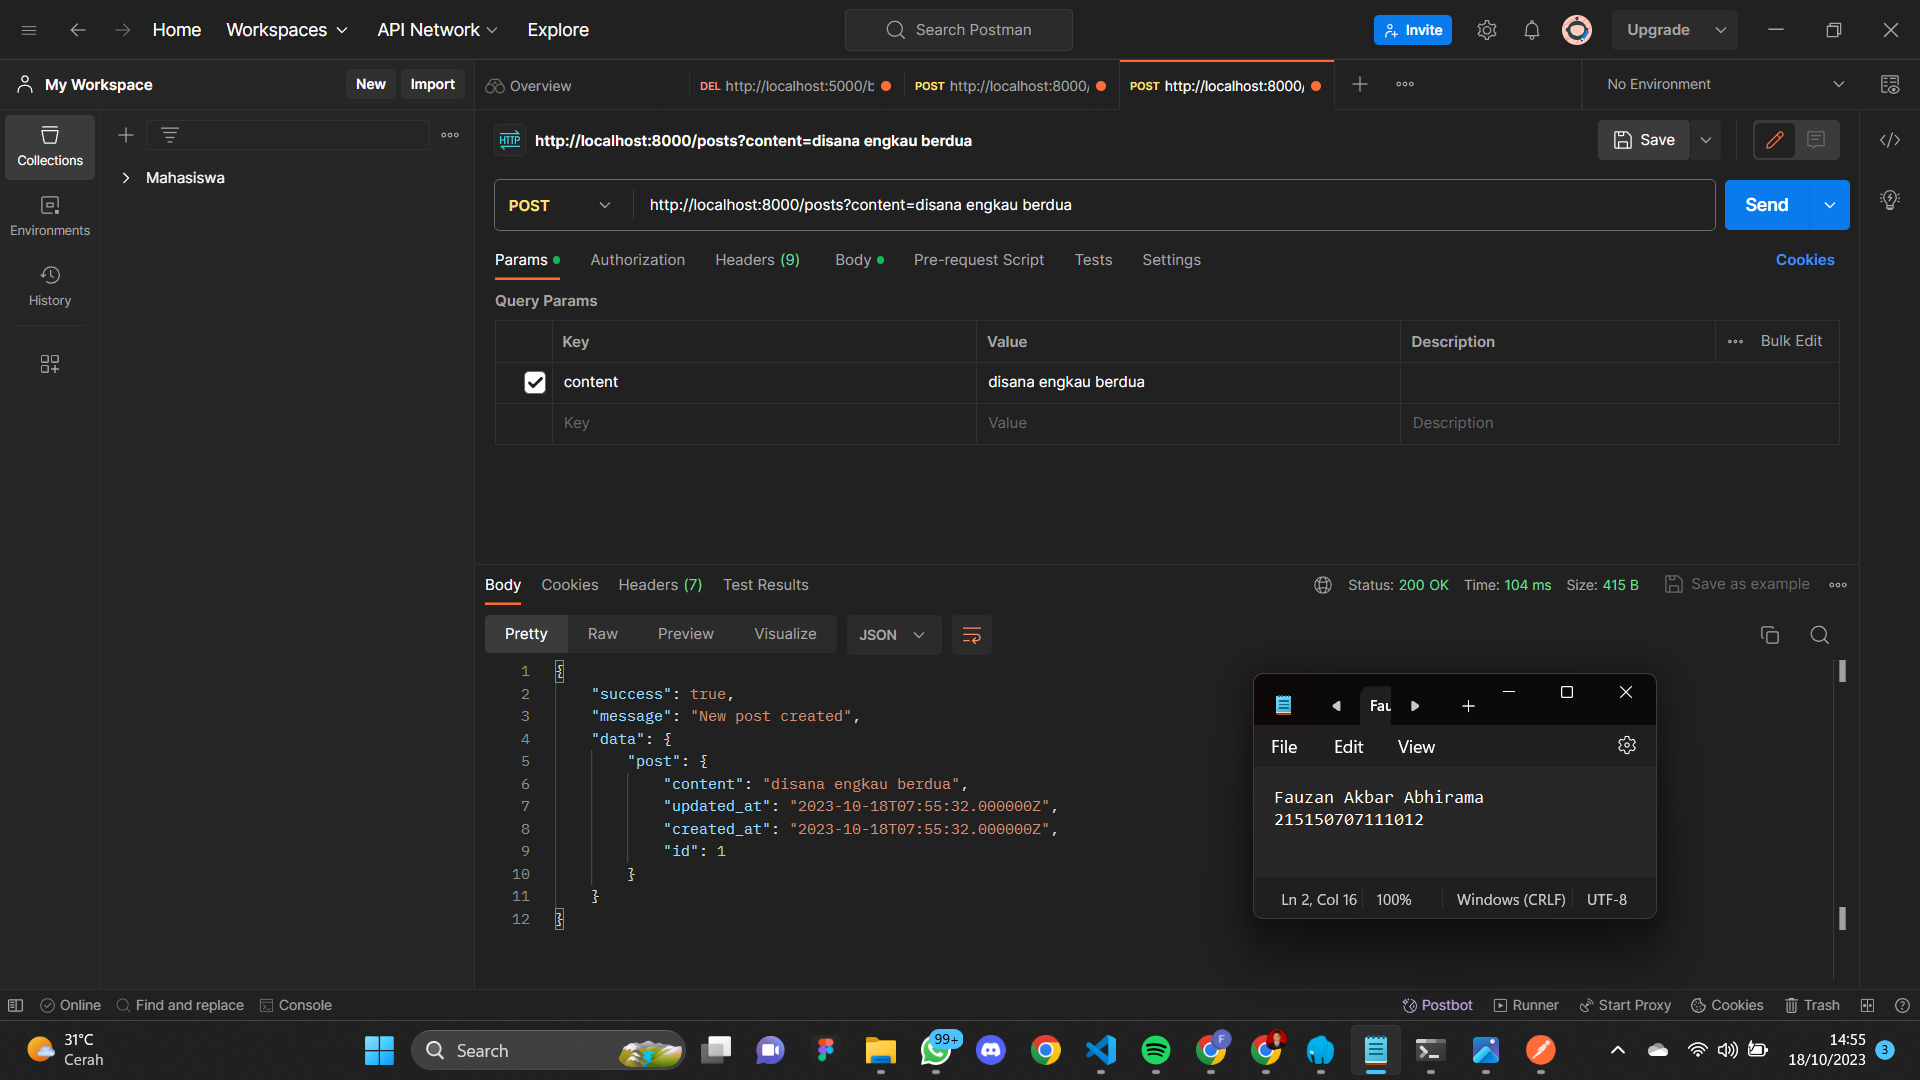 Home Workspaces API Network Explore Search Postman Invite Upgrade
My Workspace New Import Overview DEL http://localhost:5000/b POST http://localhost:8000/ POST http://localhost:8000/ No Environment
Collections
Environments
History
Mahasiswa
HTTP http://localhost:8000/posts?content=disana engkau berdua Save
POST http://localhost:8000/posts?content=disana engkau berdua Send
Params Authorization Headers (9) Body Pre-request Script Tests Settings Cookies
Query Params
Key Value Description Bulk Edit
content disana engkau berdua
Key Value Description
Body Cookies Headers (7) Test Results Status: 200 OK Time: 104 ms Size: 415 B Save as example
Pretty Raw Preview Visualize JSON
1 {
2 "success": true,
3 "message": "New post created",
4 "data": {
5 "post": {
6 "content": "disana engkau berdua",
7 "updated_at": "2023-10-18T07:55:32.000000Z",
8 "created_at": "2023-10-18T07:55:32.000000Z",
9 "id": 1
10 }
11 }
12 }
Fau
File Edit View
Fauzan Akbar Abhirama
215150707111012
Ln 2, Col 16 100% Windows (CRLF) UTF-8
Online Find and replace Console Postbot Runner Start Proxy Cookies Trash
31°C
Cerah
Search
99+
F
14:55
18/10/2023
3